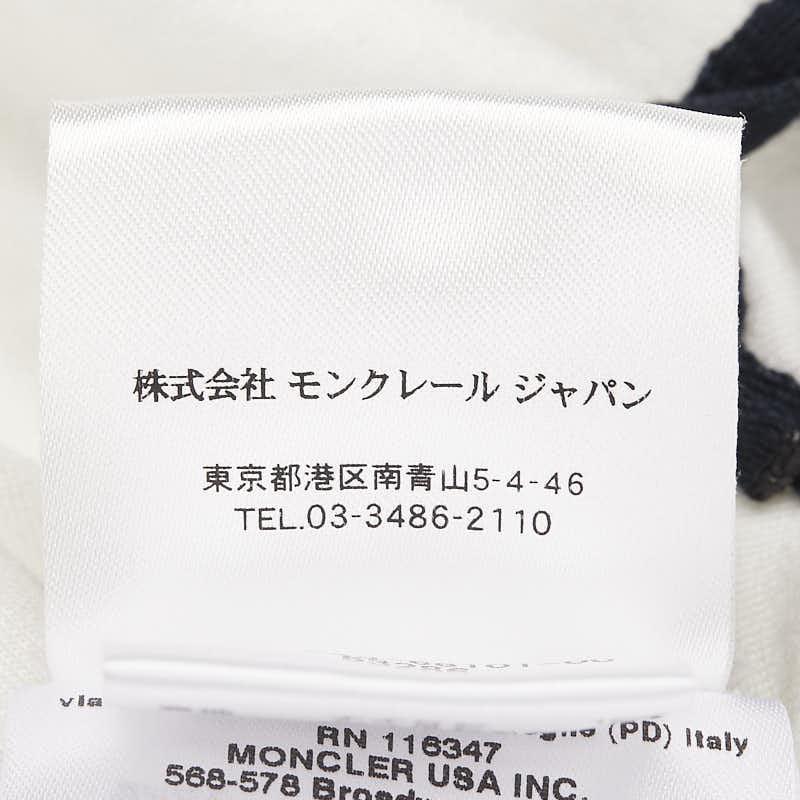 株式会社 モンクレール ジャパン
東京都港区南青山5-4-46
TEL.03-3486-2110
(PD) Italy
RN 116347
MONCLER USA INC.
568-578